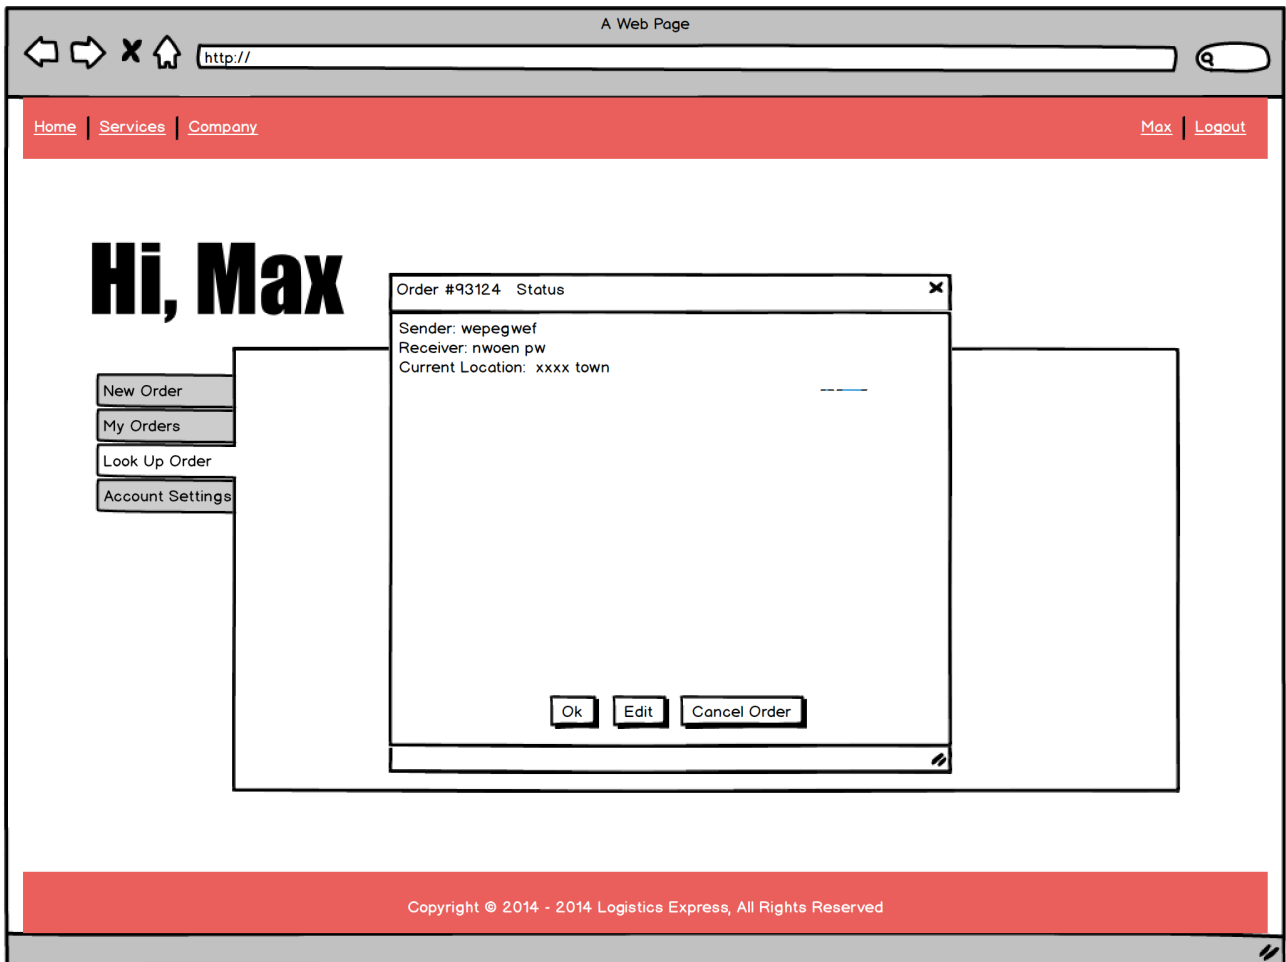 A Web Page
http://
Home Services Company Max Logout
Hi, Max
Order #93124 Status
Sender: wepegwef
Receiver: nwoen pw
Current Location: xxxx town
New Order
My Orders
Look Up Order
Account Settings
Ok Edit Cancel Order
Copyright © 2014 - 2014 Logistics Express, All Rights Reserved